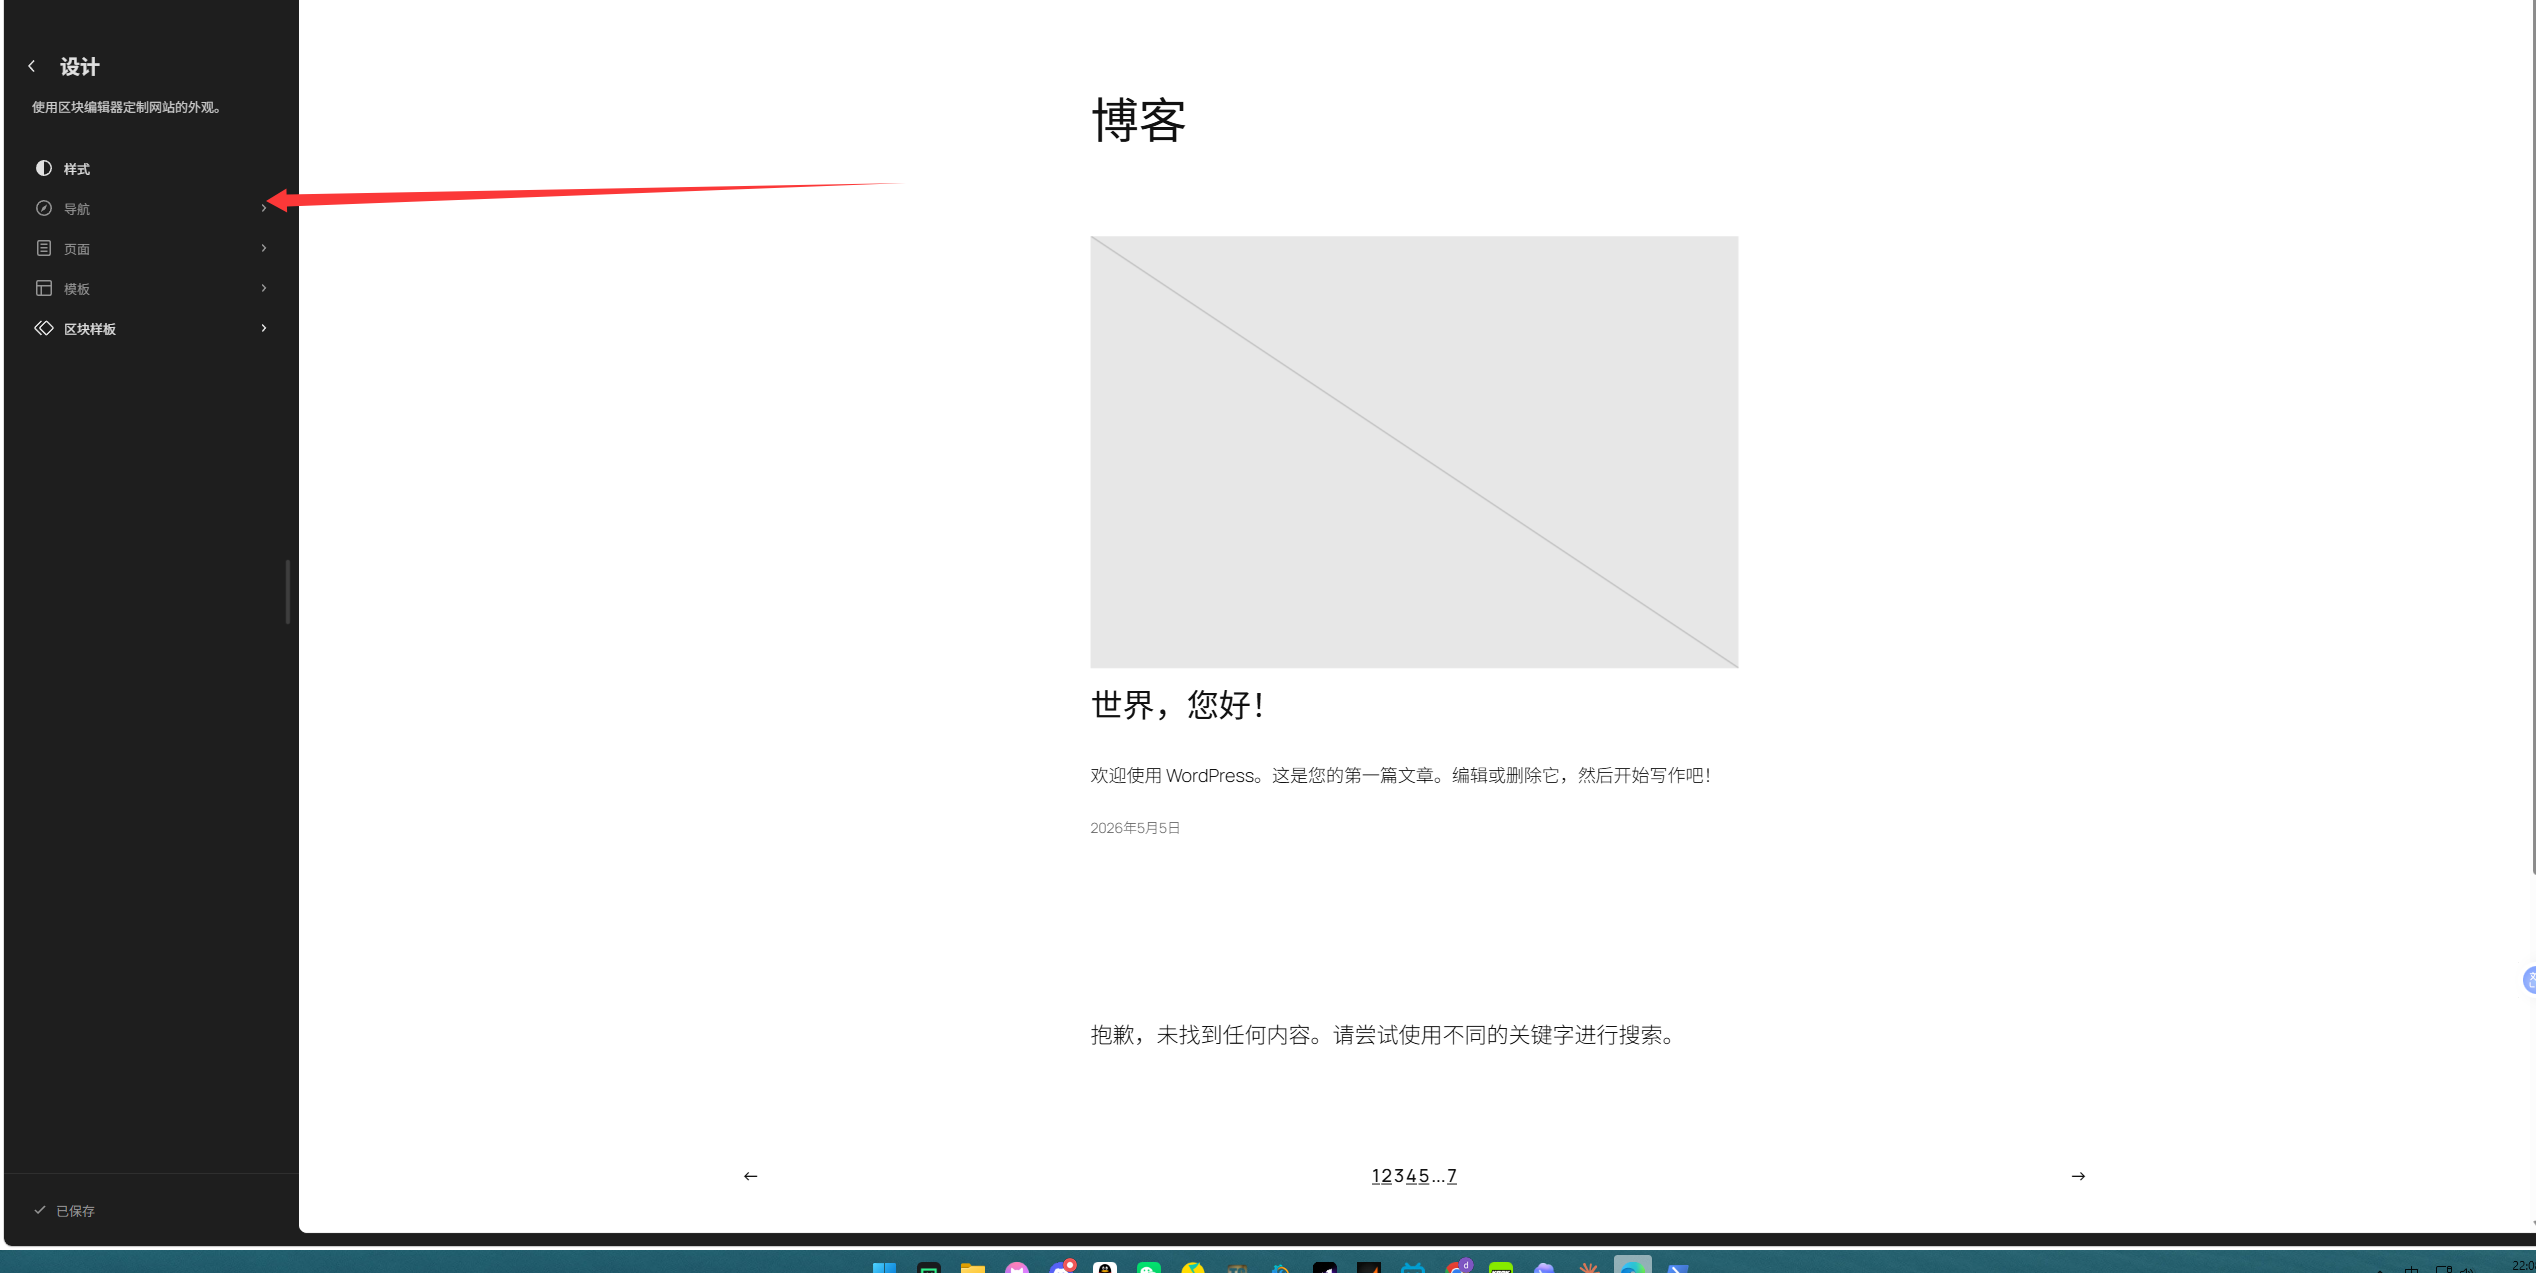 设计
使用区块编辑器定制网站的外观。
样式
导航
页面
模板
区块样板
已保存
博客
世界，您好！
欢迎使用 WordPress。这是您的第一篇文章。编辑或删除它，然后开始写作吧！
2026年5月5日
抱歉，未找到任何内容。请尝试使用不同的关键字进行搜索。
← 1 2 3 4 5 … 7 →